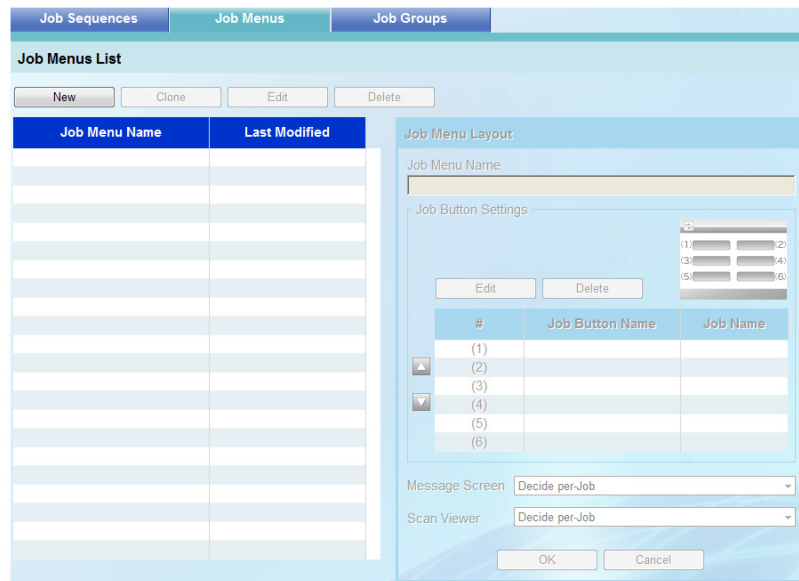 Job Sequences Job Menus Job Groups
Job Menus List
New Clone Edit Delete
Job Menu Name Last Modified
Job Menu Layout
Job Menu Name
Job Button Settings
(1) (2)
(3) (4)
(5) (6)
Edit Delete
# Job Button Name Job Name
(1)
(2)
(3)
(4)
(5)
(6)
Message Screen Decide per-Job
Scan Viewer Decide per-Job
OK Cancel